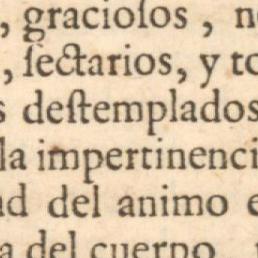 , gracioſos , n
, ſectarios, y to
s deſtemplados
la impertinenci
ad del animo e
a del cuerpo,